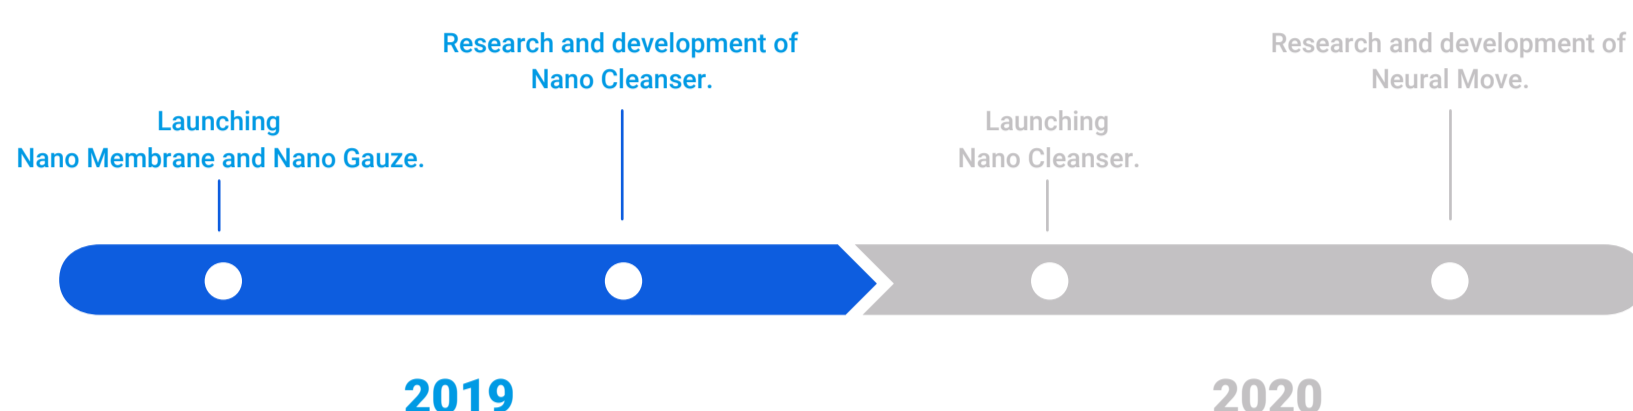 Launching
Nano Membrane and Nano Gauze.
Research and development of
Nano Cleanser.
Launching
Nano Cleanser.
Research and development of
Neural Move.
2019
2020